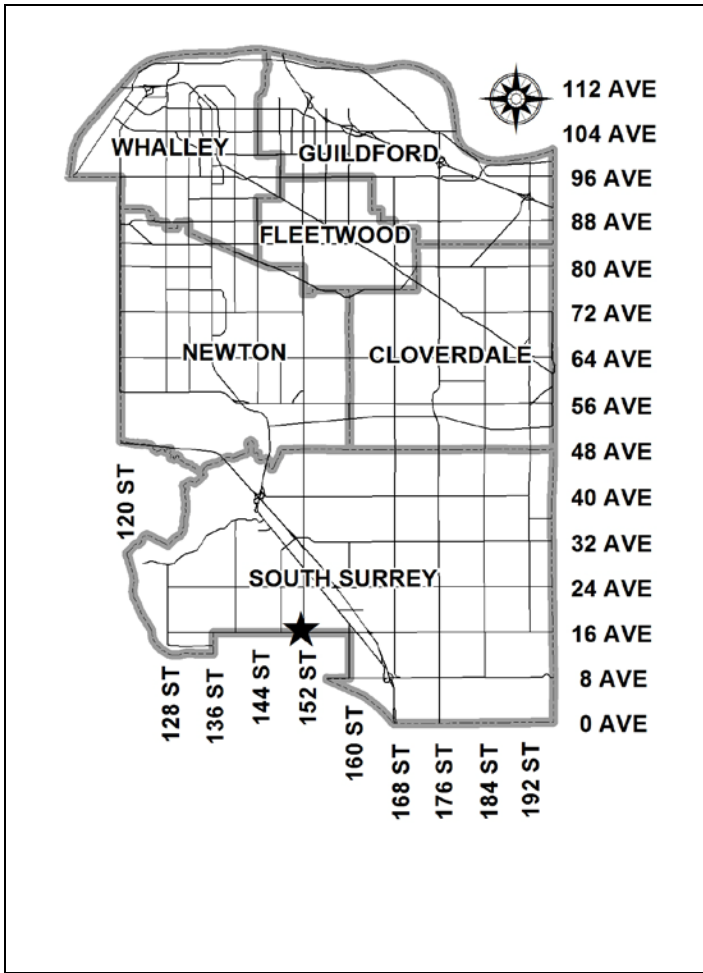 112 AVE
104 AVE
WHALLEY
GUILDFORD
96 AVE
88 AVE
FLEETWOOD
80 AVE
72 AVE
NEWTON
CLOVERDALE
64 AVE
56 AVE
48 AVE
120 ST
40 AVE
32 AVE
SOUTH SURREY
24 AVE
16 AVE
128 ST
136 ST
144 ST
152 ST
8 AVE
160 ST
0 AVE
168 ST
176 ST
184 ST
192 ST